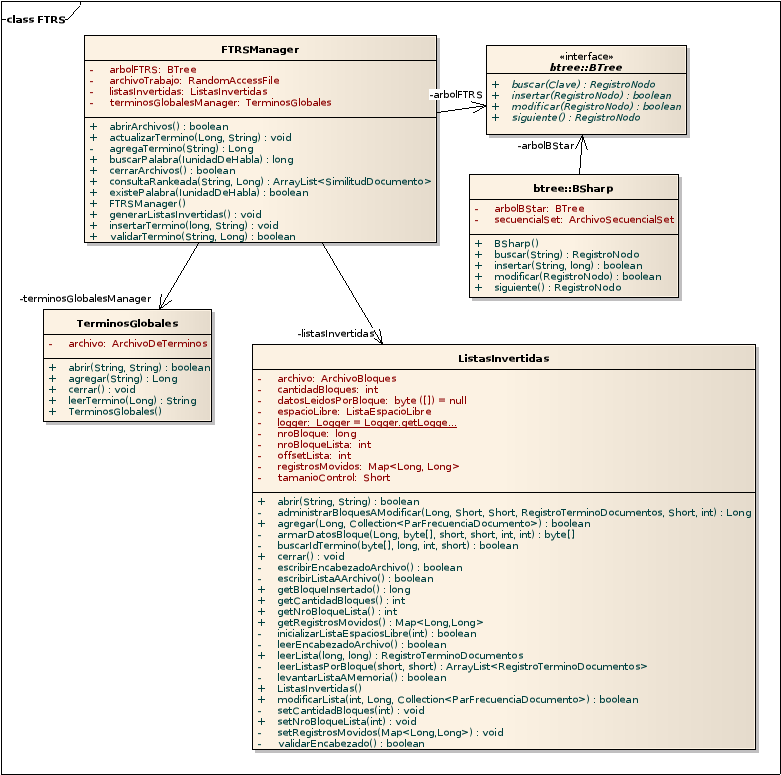 class FTRS
FTRSManager
- arbolFTRS: BTree
- archivoTrabajo: RandomAccessFile
- listasInvertidas: ListasInvertidas
- terminosGlobalesManager: TerminosGlobales
+ abrirArchivos() : boolean
+ actualizarTermino(Long, String) : void
- agregaTermino(String) : Long
+ buscarPalabra(IunidadDeHabla) : long
+ cerrarArchivos() : boolean
+ consultaRankeada(String, Long) : ArrayList<SimilitudDocumento>
+ existePalabra(IunidadDeHabla) : boolean
+ FTRSManager()
+ generarListasInvertidas() : void
+ insertarTermino(long, String) : void
+ validarTermino(String, Long) : boolean
-arbolFTRS
«interface»
btree::BTree
+ buscar(Clave) : RegistroNodo
+ insertar(RegistroNodo) : boolean
+ modificar(RegistroNodo) : boolean
+ siguiente() : RegistroNodo
-arbolBStar
btree::BSharp
- arbolBStar: BTree
- secuencialSet: ArchivoSecuencialSet
+ BSharp()
+ buscar(String) : RegistroNodo
+ insertar(String, long) : boolean
+ modificar(RegistroNodo) : boolean
+ siguiente() : RegistroNodo
-terminosGlobalesManager
TerminosGlobales
- archivo: ArchivoDeTerminos
+ abrir(String, String) : boolean
+ agregar(String) : Long
+ cerrar() : void
+ leerTermino(Long) : String
+ TerminosGlobales()
-listasInvertidas
ListasInvertidas
- archivo: ArchivoBloques
- cantidadBloques: int
- datosLeidosPorBloque: byte ([]) = null
- espacioLibre: ListaEspacioLibre
- logger: Logger = Logger.getLogge...
- nroBloque: long
- nroBloqueLista: int
- offsetLista: int
- registrosMovidos: Map<Long, Long>
- tamanioControl: Short
+ abrir(String, String) : boolean
- administrarBloquesAModificar(Long, Short, Short, RegistroTerminoDocumentos, Short, int) : Long
+ agregar(Long, Collection<ParFrecuenciaDocumento>) : boolean
- armarDatosBloque(Long, byte[], short, short, int, int) : byte[]
- buscarIdTermino(byte[], long, int, short) : boolean
+ cerrar() : void
- escribirEncabezadoArchivo() : boolean
- escribirListaAArchivo() : boolean
+ getBloqueInsertado() : long
+ getCantidadBloques() : int
+ getNroBloqueLista() : int
+ getRegistrosMovidos() : Map<Long,Long>
- inicializarListaEspaciosLibre(int) : boolean
- leerEncabezadoArchivo() : boolean
+ leerLista(long, long) : RegistroTerminoDocumentos
- leerListasPorBloque(short, short) : ArrayList<RegistroTerminoDocumentos>
- levantarListaAMemoria() : boolean
+ ListasInvertidas()
+ modificarLista(int, Long, Collection<ParFrecuenciaDocumento>) : boolean
- setCantidadBloques(int) : void
+ setNroBloqueLista(int) : void
- setRegistrosMovidos(Map<Long,Long>) : void
- validarEncabezado() : boolean